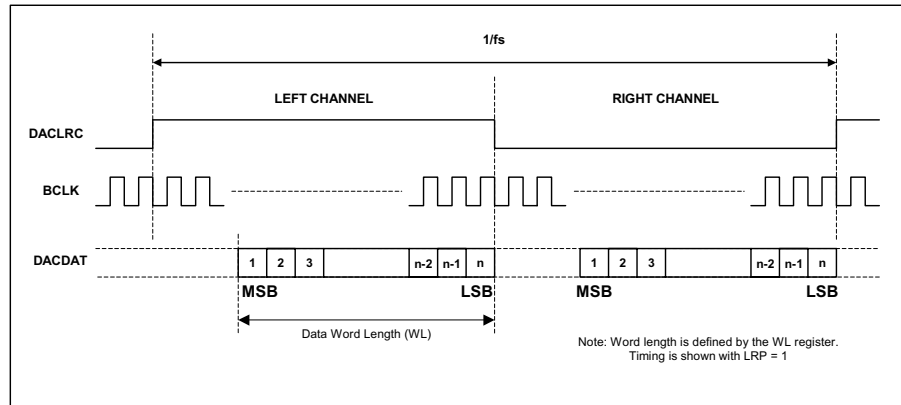 1/fs
LEFT CHANNEL RIGHT CHANNEL
DACLRC
BCLK
DACDAT 1 2 3 n-2 n-1 n 1 2 3 n-2 n-1 n
MSB LSB MSB LSB
Data Word Length (WL)
Note: Word length is defined by the WL register.
Timing is shown with LRP = 1